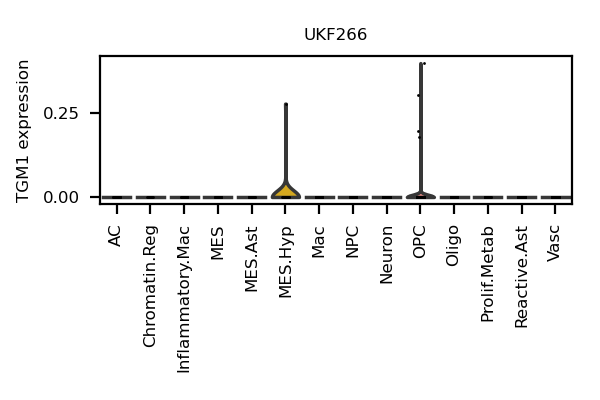 UKF266
TGM1 expression
0.25
0.00
AC
Chromatin.Reg
Inflammatory.Mac
MES
MES.Ast
MES.Hyp
Mac
NPC
Neuron
OPC
Oligo
Prolif.Metab
Reactive.Ast
Vasc